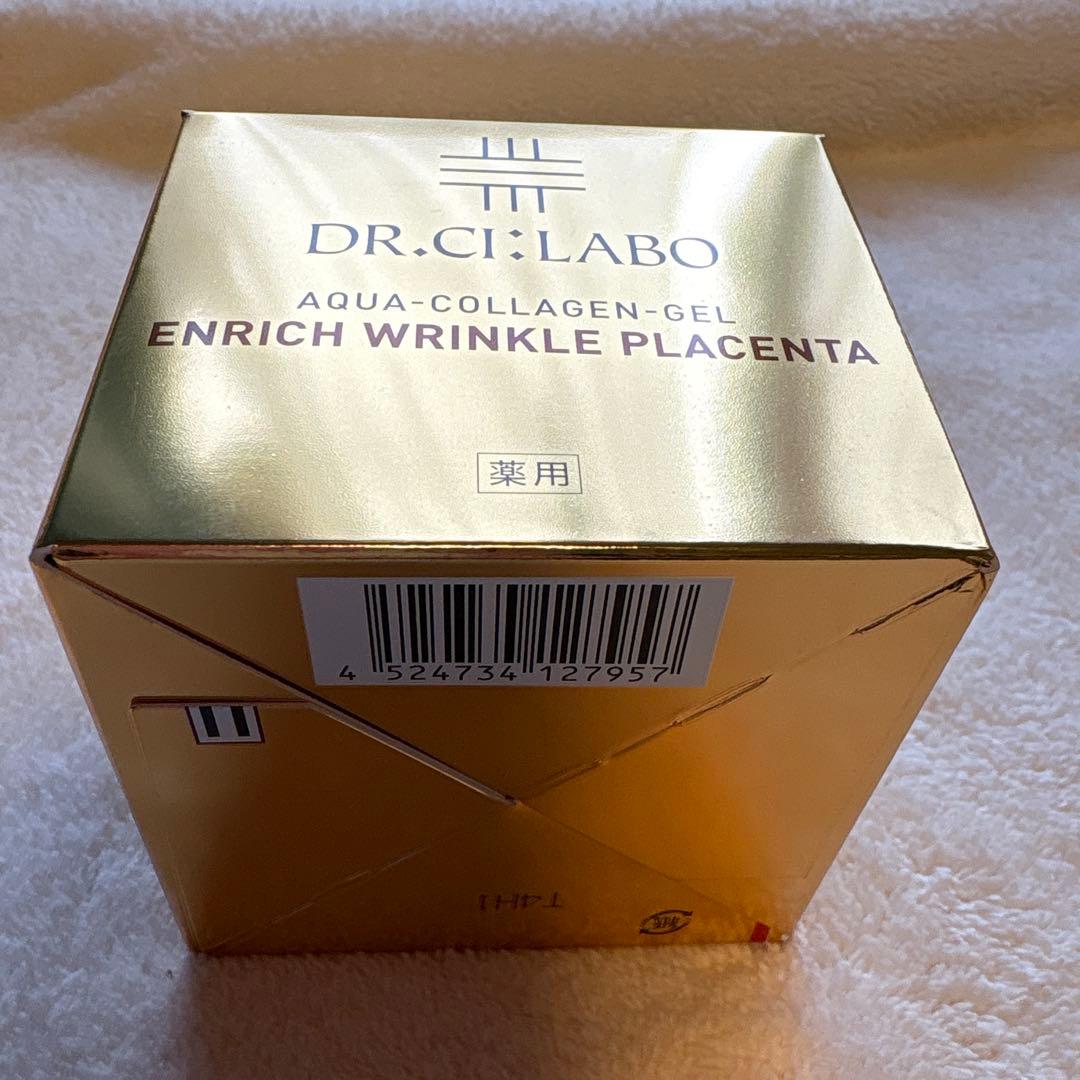 DR.CI:LABO
AQUA-COLLAGEN-GEL
ENRICH WRINKLE PLACENTA
薬用
4 524734 127957
T4H1